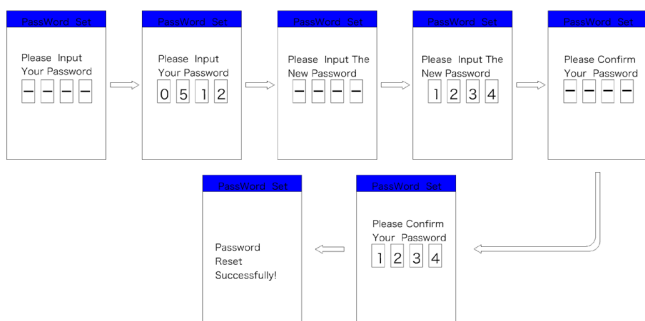 PassWord Set
Please Input
Your Password
– – – –
PassWord Set
Please Input
Your Password
0 5 1 2
PassWord Set
Please Input The
New Password
– – – –
PassWord Set
Please Input The
New Password
1 2 3 4
PassWord Set
Please Confirm
Your Password
– – – –
PassWord Set
Password
Reset
Successfully!
PassWord Set
Please Confirm
Your Password
1 2 3 4